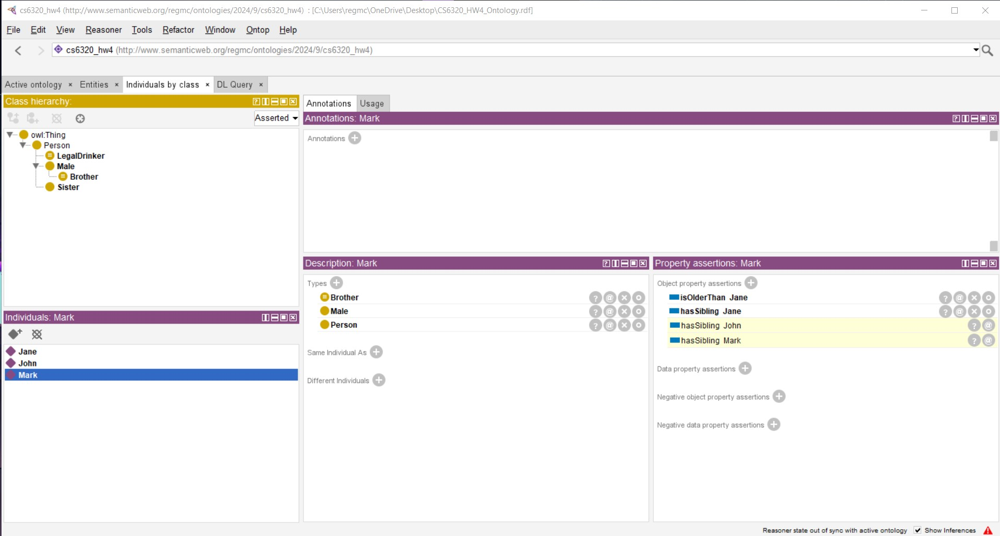 cs6320_hw4 (http://www.semanticweb.org/regmc/ontologies/2024/9/cs6320_hw4) : [C:\Users\regmc\OneDrive\Desktop\CS6320_HW4_Ontology.rdf]
File Edit View Reasoner Tools Refactor Window Ontop Help
cs6320_hw4 (http://www.semanticweb.org/regmc/ontologies/2024/9/cs6320_hw4)
Active ontology × Entities × Individuals by class × DL Query ×
Class hierarchy:
Asserted
owl:Thing
Person
LegalDrinker
Male
Brother
Sister
Individuals: Mark
Jane
John
Mark
Annotations Usage
Annotations: Mark
Annotations
Description: Mark
Types
Brother
Male
Person
Same Individual As
Different Individuals
Property assertions: Mark
Object property assertions
isOlderThan Jane
hasSibling Jane
hasSibling John
hasSibling Mark
Data property assertions
Negative object property assertions
Negative data property assertions
Reasoner state out of sync with active ontology Show Inferences